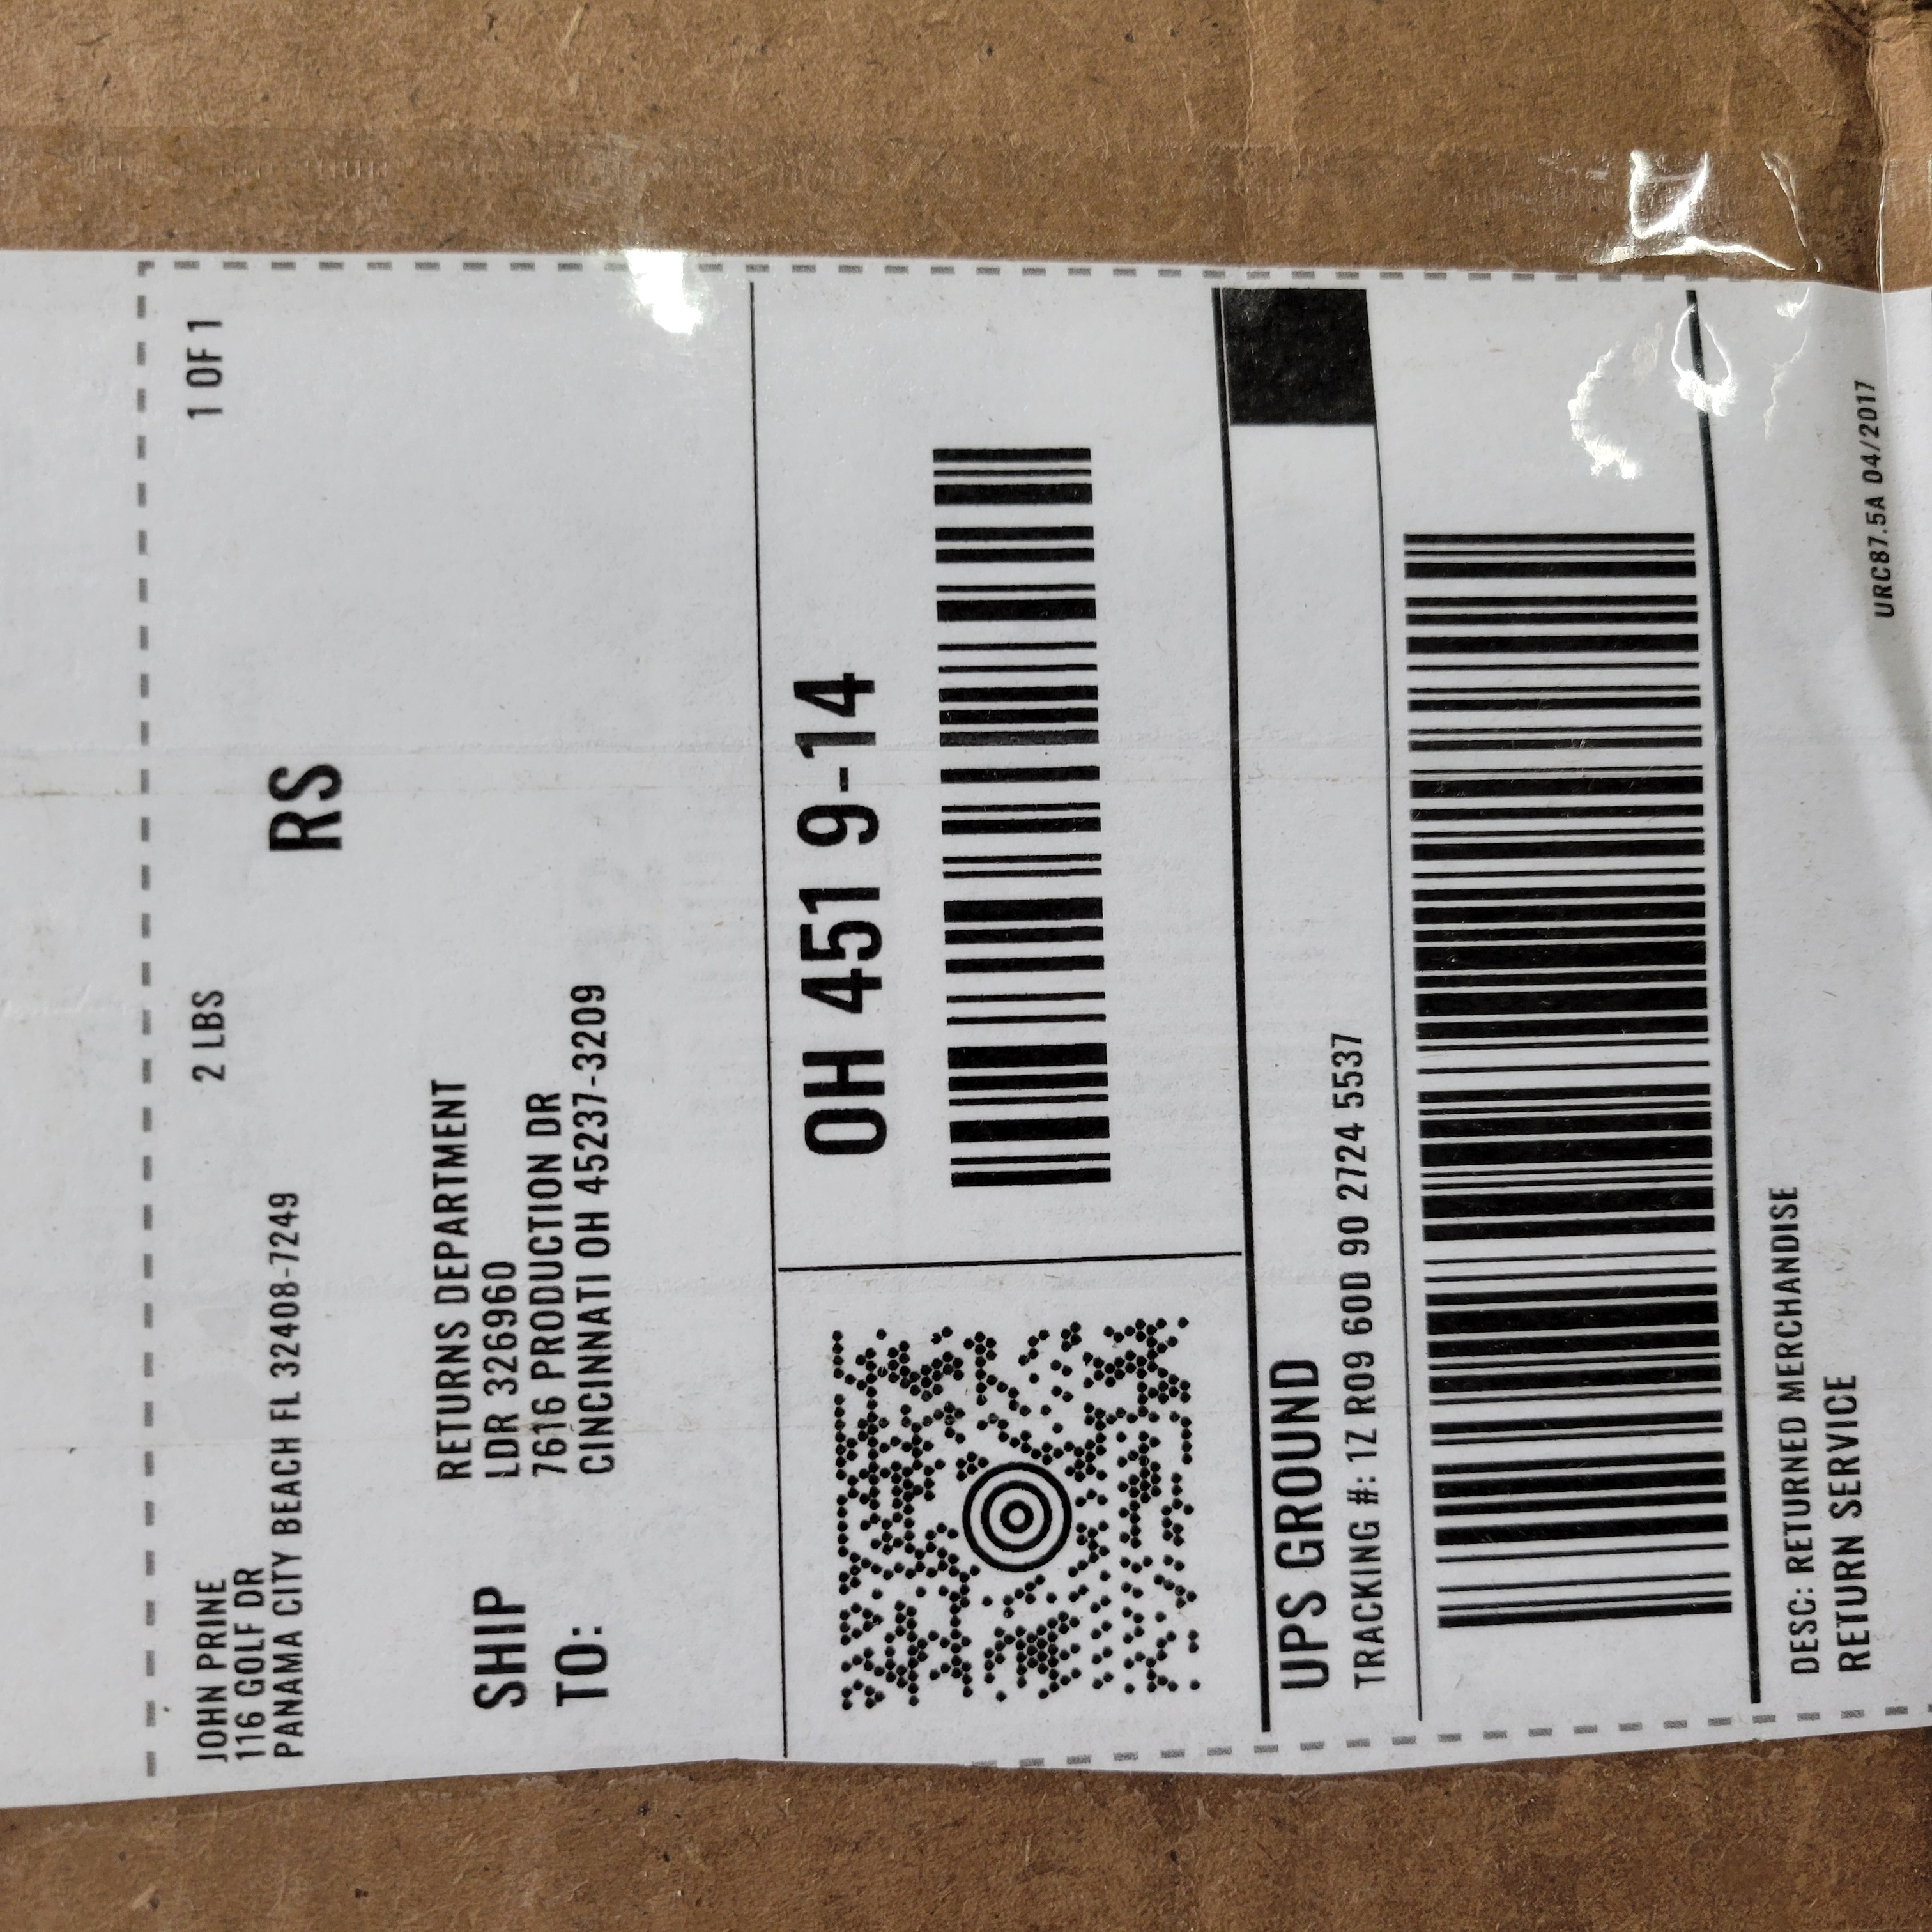 JOHN PRINE
116 GOLF DR
PANAMA CITY BEACH FL 32408-7249
2 LBS
1 OF 1
RS
SHIP
TO:
RETURNS DEPARTMENT
LDR 326960
7616 PRODUCTION DR
CINCINNATI OH 45237-3209
OH 451 9-14
UPS GROUND
TRACKING #: 1Z R09 60D 90 2724 5537
DESC: RETURNED MERCHANDISE
RETURN SERVICE
URC87.5A 04/2017